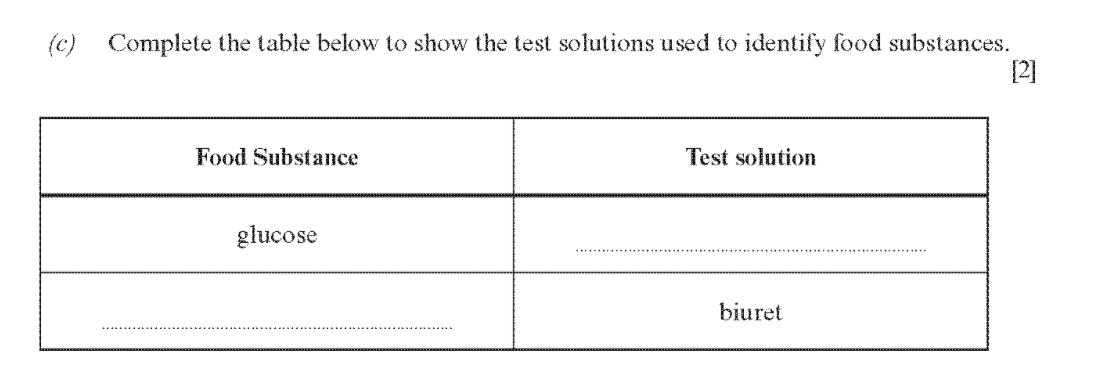 (c) Complete the table below to show the test solutions used to identify food substances.
[2]
Food Substance Test solution
glucose
biuret